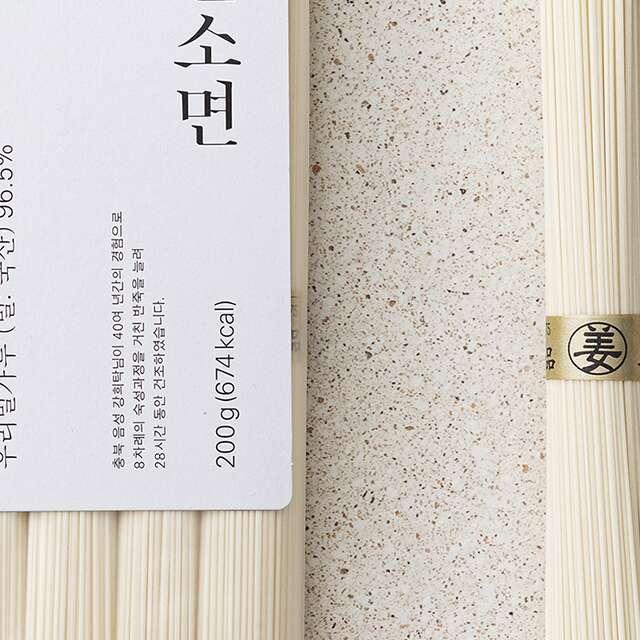 소면
우리밀가루 (밀: 국산) 96.5%
충북 음성 강희탁님이 40여 년간의 경험으로
8차례의 숙성과정을 거친 반죽을 늘려
28시간 동안 건조하였습니다.
200g(674kcal)
姜